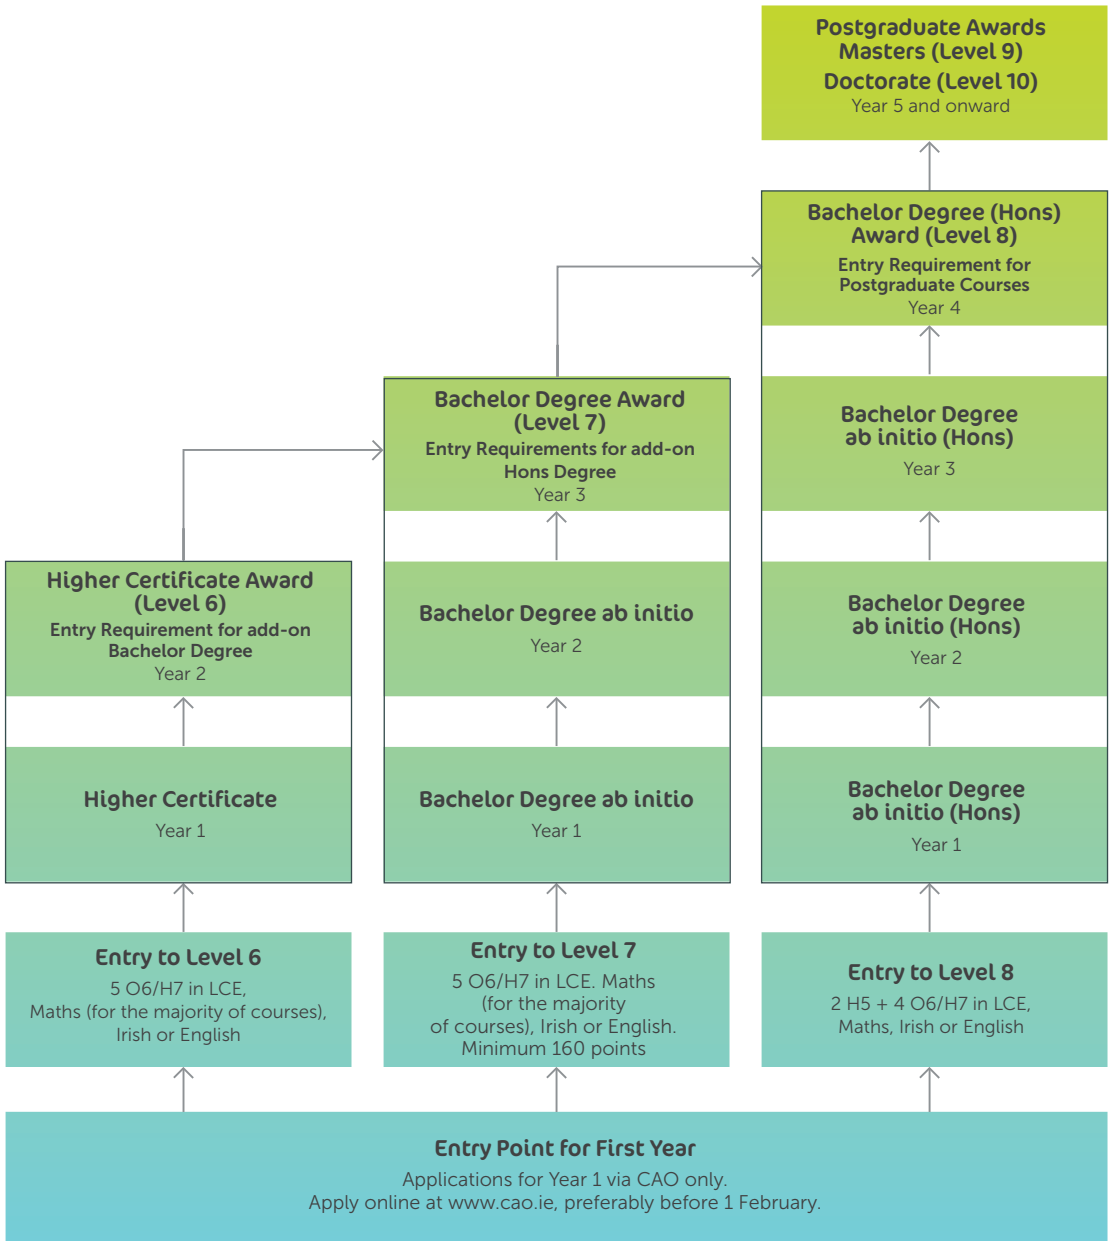 Postgraduate Awards
Masters (Level 9)
Doctorate (Level 10)
Year 5 and onward
Bachelor Degree (Hons)
Award (Level 8)
Entry Requirement for
Postgraduate Courses
Year 4
Bachelor Degree Award
(Level 7)
Entry Requirements for add-on
Hons Degree
Year 3
Bachelor Degree
ab initio (Hons)
Year 3
Higher Certificate Award
(Level 6)
Entry Requirement for add-on
Bachelor Degree
Year 2
Bachelor Degree ab initio
Year 2
Bachelor Degree
ab initio (Hons)
Year 2
Higher Certificate
Year 1
Bachelor Degree ab initio
Year 1
Bachelor Degree
ab initio (Hons)
Year 1
Entry to Level 6
5 O6/H7 in LCE,
Maths (for the majority of courses),
Irish or English
Entry to Level 7
5 O6/H7 in LCE. Maths
(for the majority
of courses), Irish or English.
Minimum 160 points
Entry to Level 8
2 H5 + 4 O6/H7 in LCE,
Maths, Irish or English
Entry Point for First Year
Applications for Year 1 via CAO only.
Apply online at www.cao.ie, preferably before 1 February.